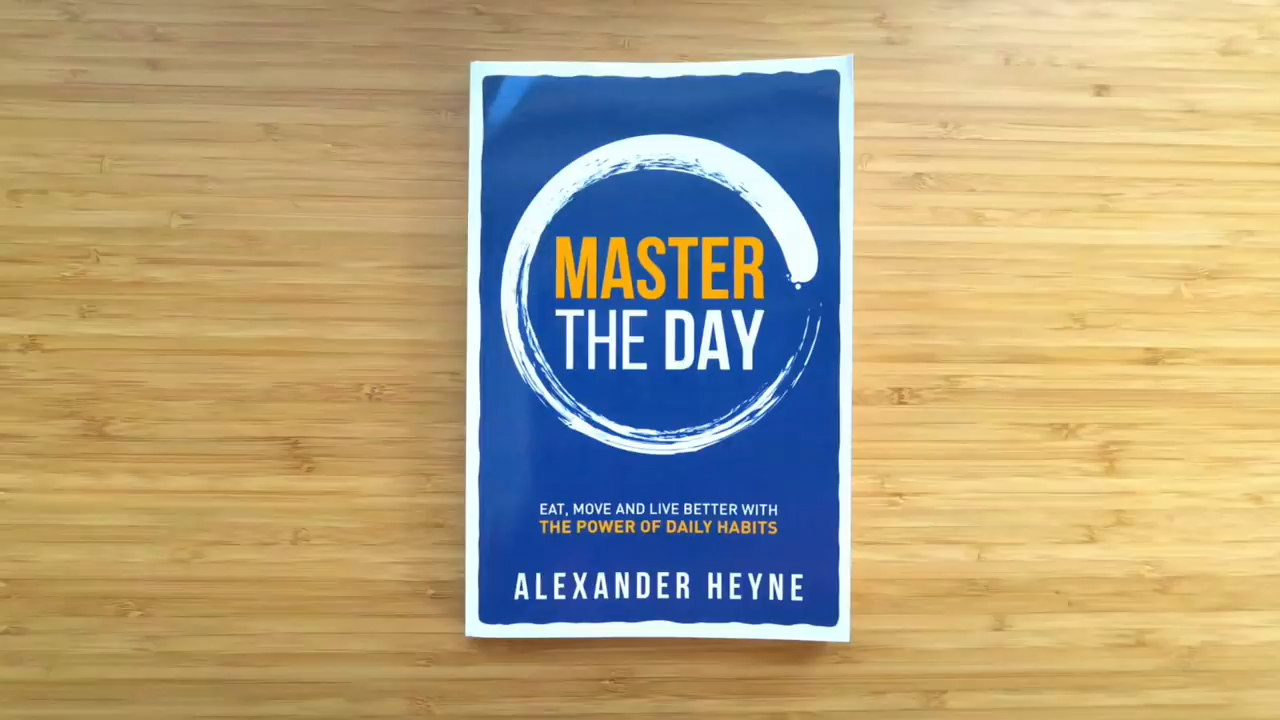 MASTER
THE DAY
EAT, MOVE AND LIVE BETTER WITH
THE POWER OF DAILY HABITS
ALEXANDER HEYNE